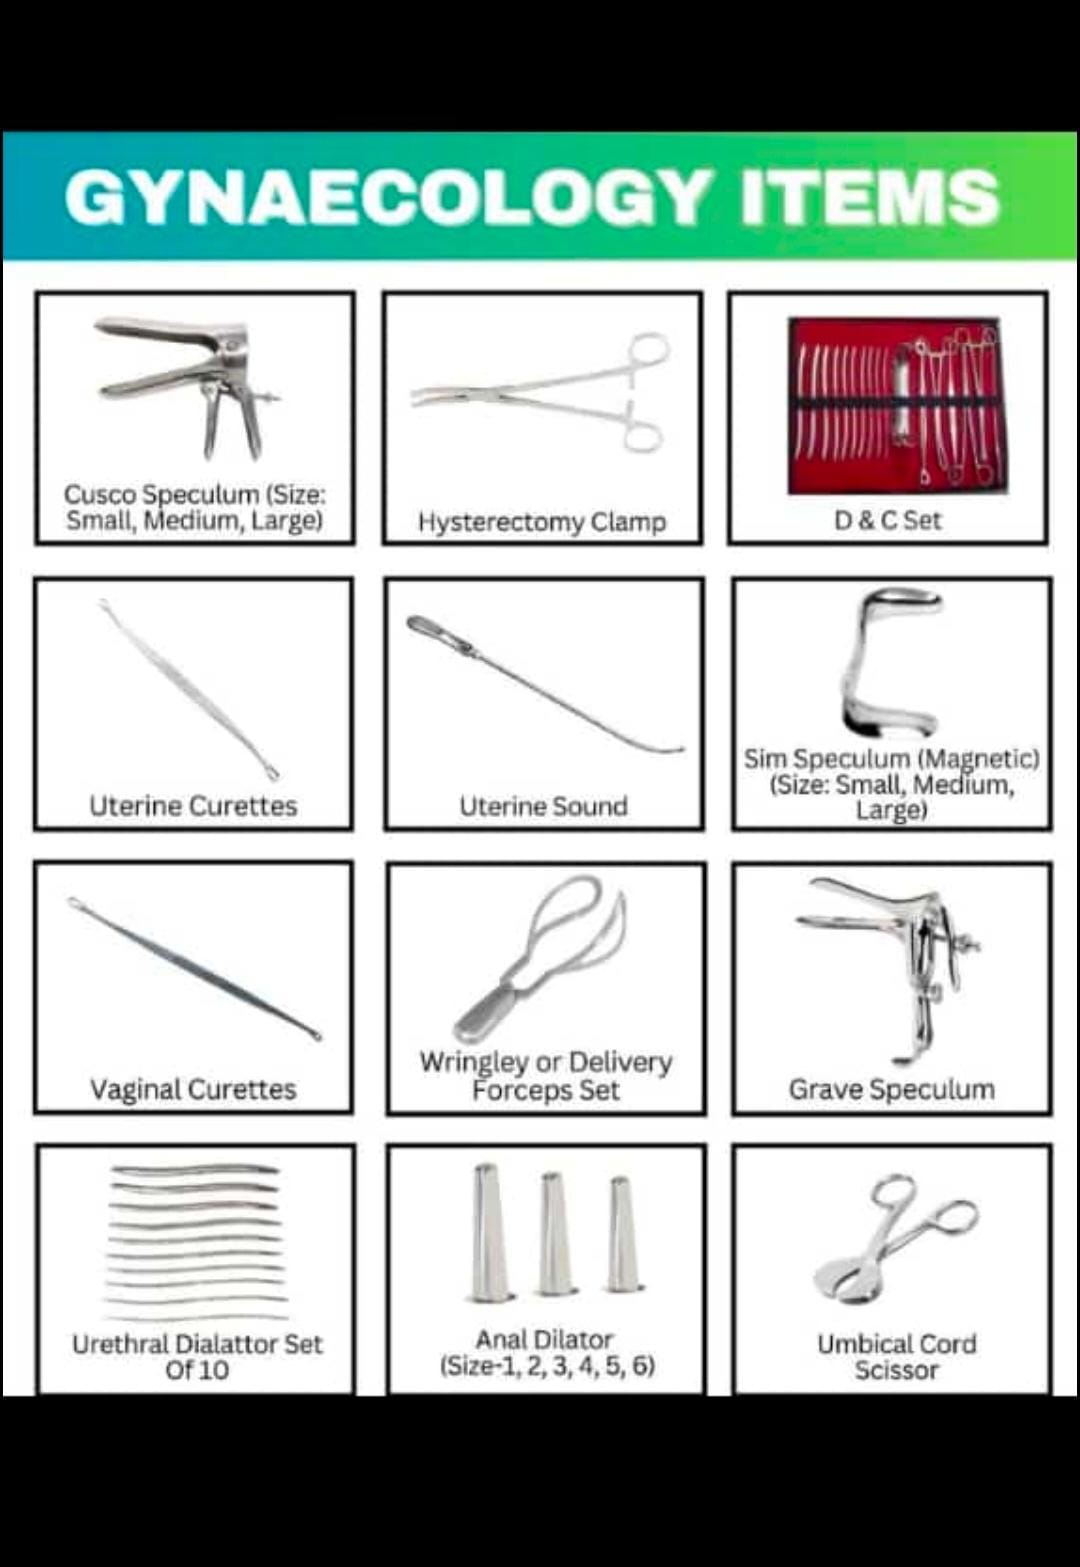 GYNAECOLOGY ITEMS
Cusco Speculum (Size:
Small, Medium, Large)
Hysterectomy Clamp
D & C Set
Uterine Curettes
Uterine Sound
Sim Speculum (Magnetic)
(Size: Small, Medium,
Large)
Vaginal Curettes
Wringley or Delivery
Forceps Set
Grave Speculum
Urethral Dialattor Set
Of 10
Anal Dilator
(Size-1, 2, 3, 4, 5, 6)
Umbical Cord
Scissor